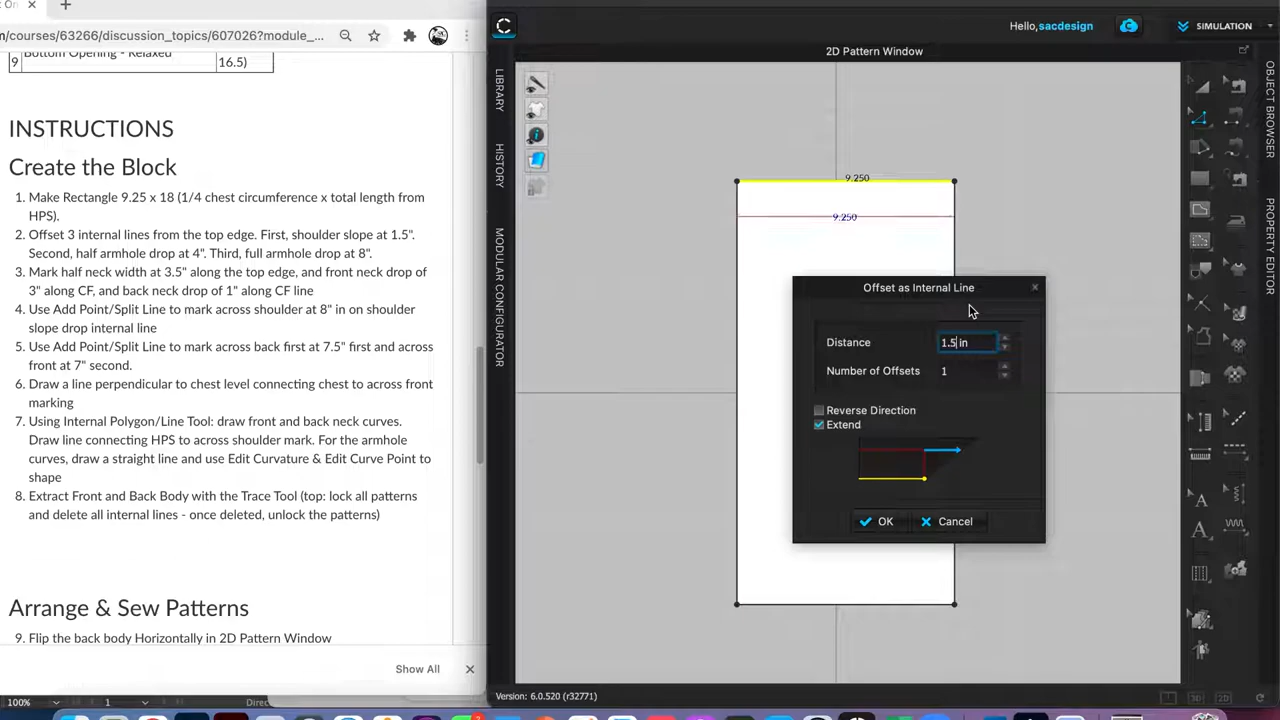 m/courses/63266/discussion_topics/607026?module_...
Bottom Opening - Relaxed
9
16.5)
INSTRUCTIONS
Create the Block
1. Make Rectangle 9.25 x 18 (1/4 chest circumference x total length from
HPS).
2. Offset 3 internal lines from the top edge. First, shoulder slope at 1.5".
Second, half armhole drop at 4". Third, full armhole drop at 8".
3. Mark half neck width at 3.5" along the top edge, and front neck drop of
3" along CF, and back neck drop of 1" along CF line
4. Use Add Point/Split Line to mark across shoulder at 8" in on shoulder
slope drop internal line
5. Use Add Point/Split Line to mark across back first at 7.5" first and across
front at 7" second.
6. Draw a line perpendicular to chest level connecting chest to across front
marking
7. Using Internal Polygon/Line Tool: draw front and back neck curves.
Draw line connecting HPS to across shoulder mark. For the armhole
curves, draw a straight line and use Edit Curvature & Edit Curve Point to
shape
8. Extract Front and Back Body with the Trace Tool (top: lock all patterns
and delete all internal lines - once deleted, unlock the patterns)
Arrange & Sew Patterns
9. Flip the back body Horizontally in 2D Pattern Window
Show All
100%
1
Direc
Hello, sacdesign
SIMULATION
2D Pattern Window
LIBRARY
HISTORY
MODULAR CONFIGURATOR
9.250
9.250
Offset as Internal Line
Distance
1.5 in
Number of Offsets
1
Reverse Direction
Extend
OK
Cancel
OBJECT BROWSER
PROPERTY EDITOR
Version: 6.0.520 (r32771)
1
3D
2D